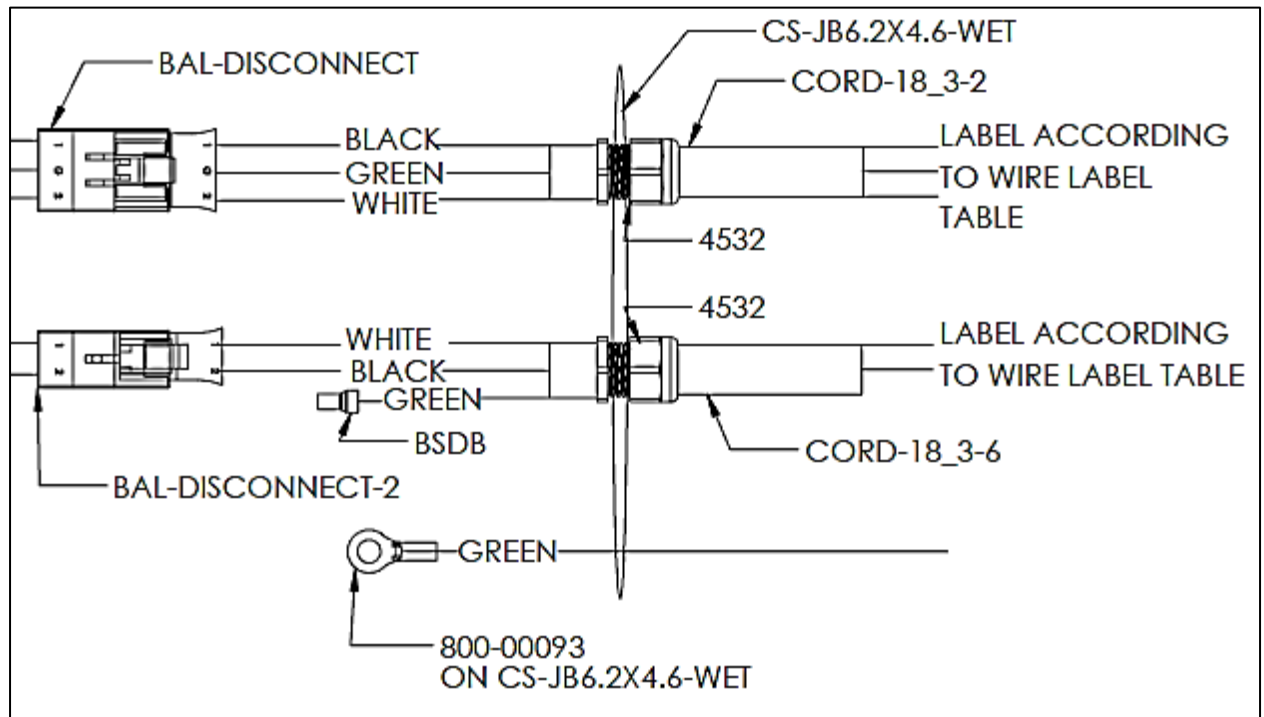 CS-JB6.2X4.6-WET
BAL-DISCONNECT
CORD-18_3-2
BLACK
GREEN
WHITE
LABEL ACCORDING
TO WIRE LABEL
TABLE
4532
4532
WHITE
BLACK
GREEN
BSDB
LABEL ACCORDING
TO WIRE LABEL TABLE
CORD-18_3-6
BAL-DISCONNECT-2
GREEN
800-00093
ON CS-JB6.2X4.6-WET